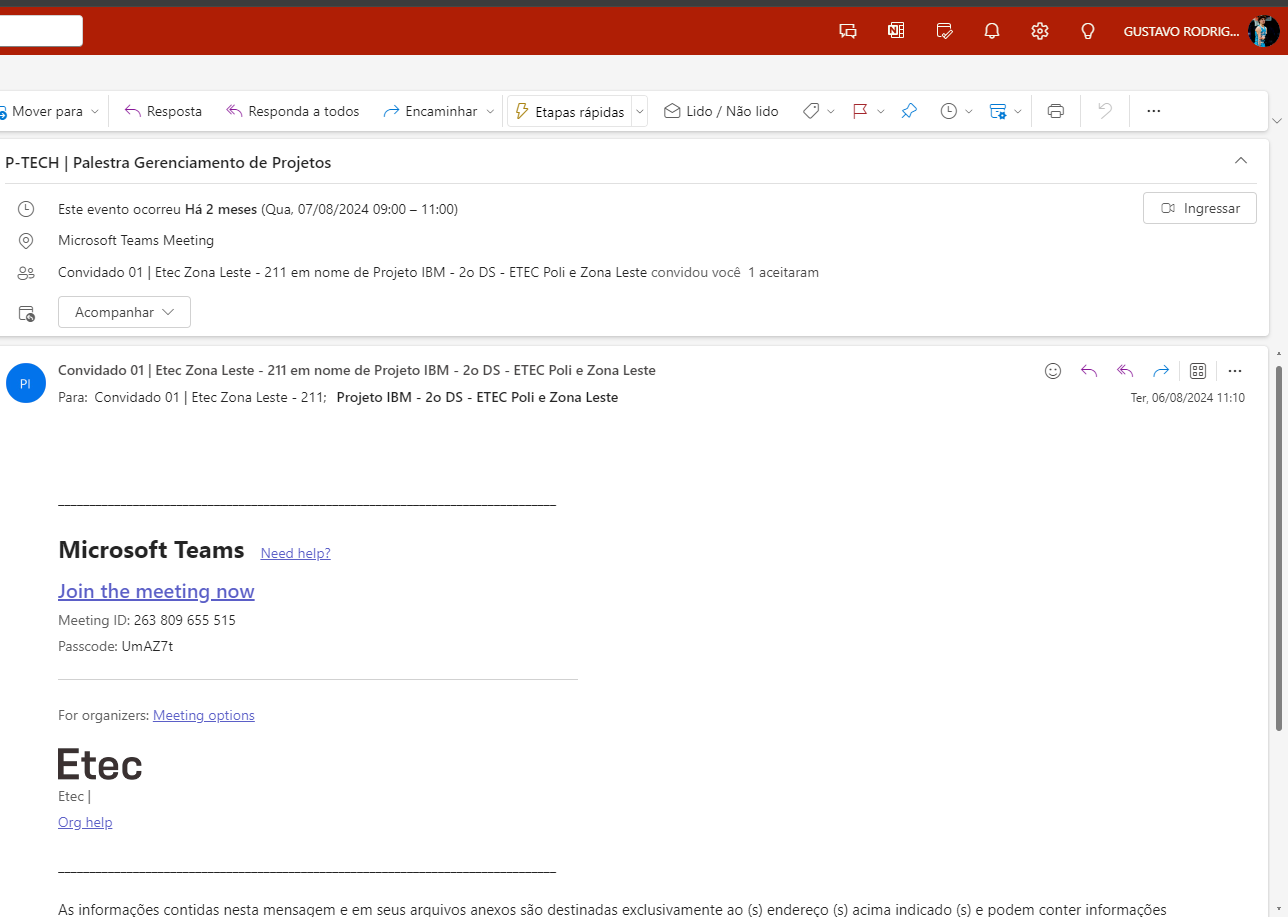 GUSTAVO RODRIG...
Mover para
Resposta
Responda a todos
Encaminhar
Etapas rápidas
Lido / Não lido
P-TECH | Palestra Gerenciamento de Projetos
Este evento ocorreu Há 2 meses (Qua, 07/08/2024 09:00 – 11:00)
Ingressar
Microsoft Teams Meeting
Convidado 01 | Etec Zona Leste - 211 em nome de Projeto IBM - 2o DS - ETEC Poli e Zona Leste convidou você 1 aceitaram
Acompanhar
PI
Convidado 01 | Etec Zona Leste - 211 em nome de Projeto IBM - 2o DS - ETEC Poli e Zona Leste
Para: Convidado 01 | Etec Zona Leste - 211; Projeto IBM - 2o DS - ETEC Poli e Zona Leste
Ter, 06/08/2024 11:10
Microsoft Teams Need help?
Join the meeting now
Meeting ID: 263 809 655 515
Passcode: UmAZ7t
For organizers: Meeting options
Etec
Etec |
Org help
As informações contidas nesta mensagem e em seus arquivos anexos são destinadas exclusivamente ao (s) endereço (s) acima indicado (s) e podem conter informações